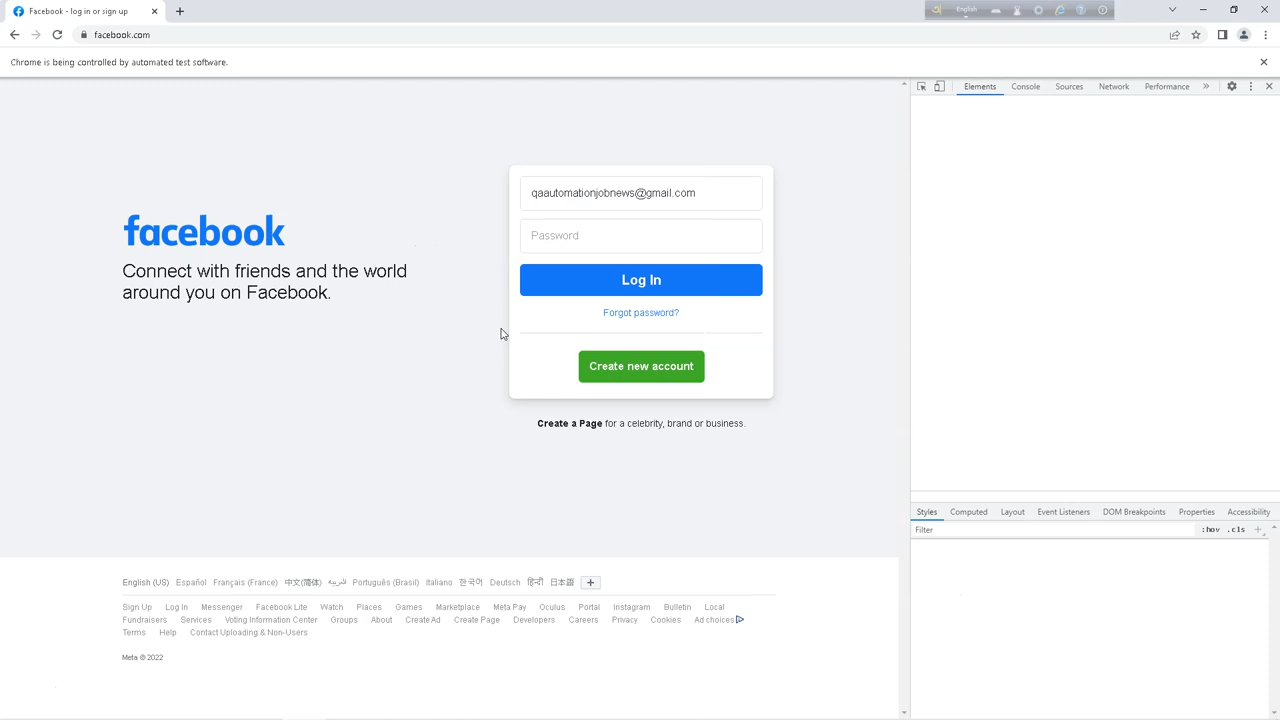 Facebook - log in or sign up
English
facebook.com
Chrome is being controlled by automated test software.
Elements Console Sources Network Performance »
qaautomationjobnews@gmail.com
Password
facebook
Connect with friends and the world
around you on Facebook.
Log In
Forgot password?
Create new account
Create a Page for a celebrity, brand or business.
Styles Computed Layout Event Listeners DOM Breakpoints Properties Accessibility
Filter :hov .cls +
English (US) Español Français (France) 中文(简体) العربية Português (Brasil) Italiano 한국어 Deutsch हिन्दी 日本語 +
Sign Up Log In Messenger Facebook Lite Watch Places Games Marketplace Meta Pay Oculus Portal Instagram Bulletin Local
Fundraisers Services Voting Information Center Groups About Create Ad Create Page Developers Careers Privacy Cookies Ad choices
Terms Help Contact Uploading & Non-Users
Meta © 2022